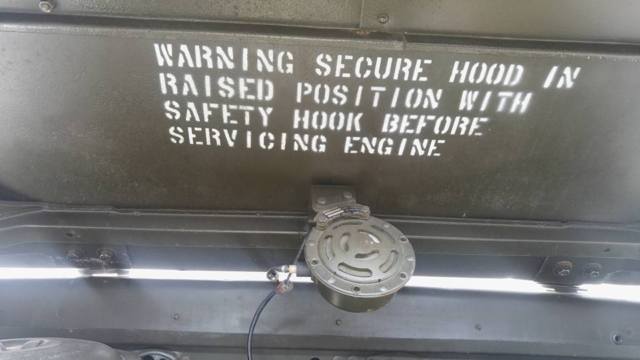 WARNING SECURE HOOD IN
RAISED POSITION WITH
SAFETY HOOK BEFORE
SERVICING ENGINE